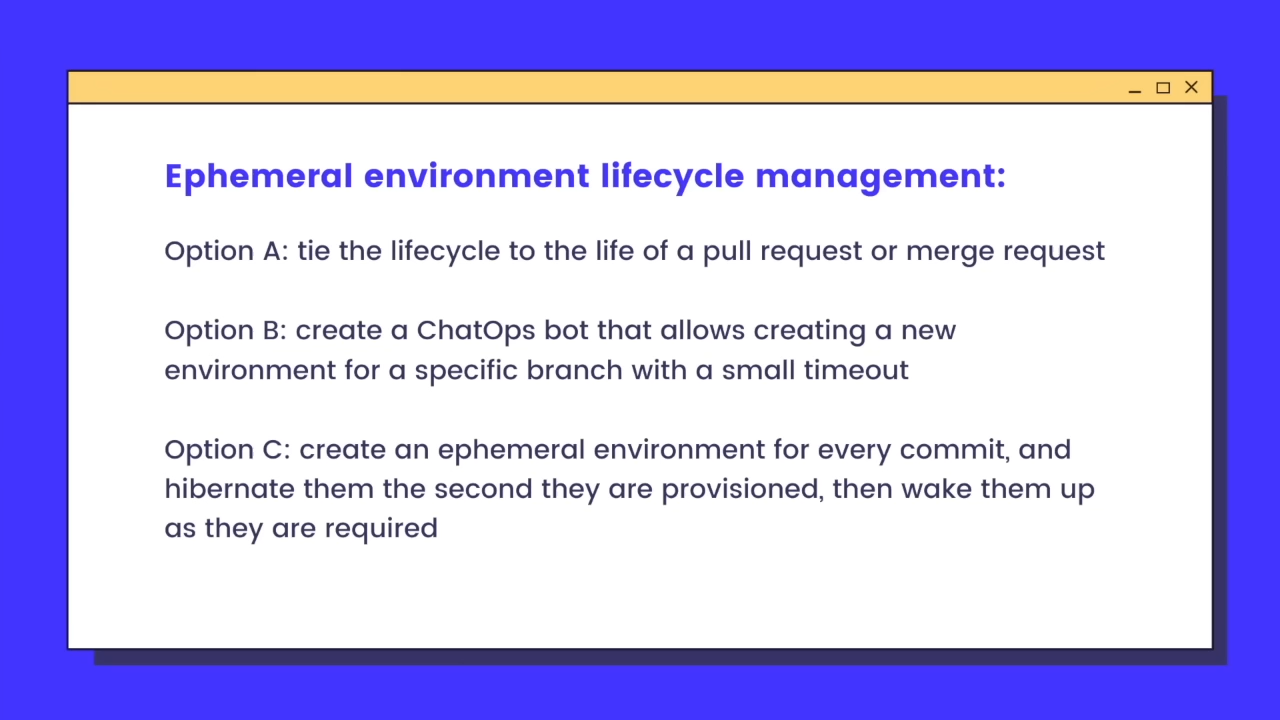 Ephemeral environment lifecycle management:
Option A: tie the lifecycle to the life of a pull request or merge request
Option B: create a ChatOps bot that allows creating a new
environment for a specific branch with a small timeout
Option C: create an ephemeral environment for every commit, and
hibernate them the second they are provisioned, then wake them up
as they are required